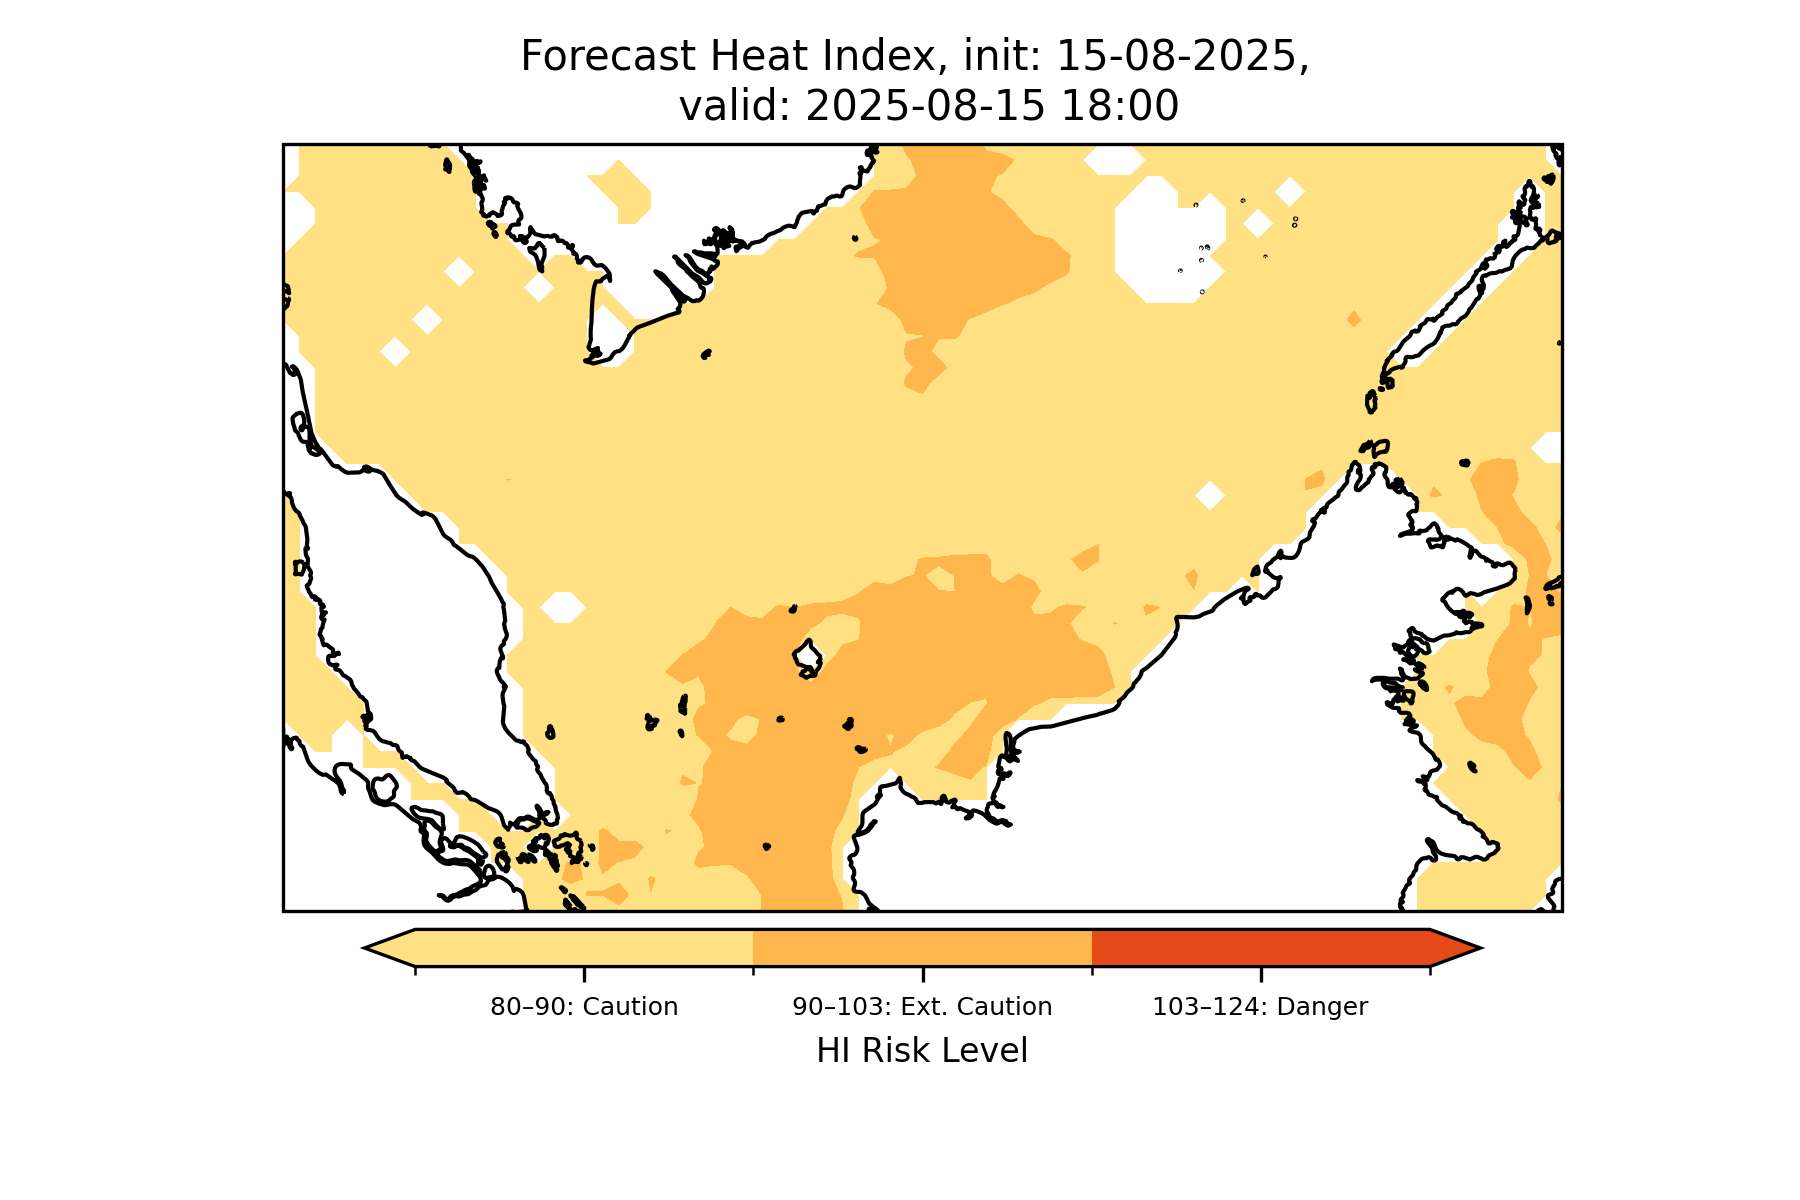 Forecast Heat Index, init: 15-08-2025,
valid: 2025-08-15 18:00
80–90: Caution
90–103: Ext. Caution
103–124: Danger
HI Risk Level